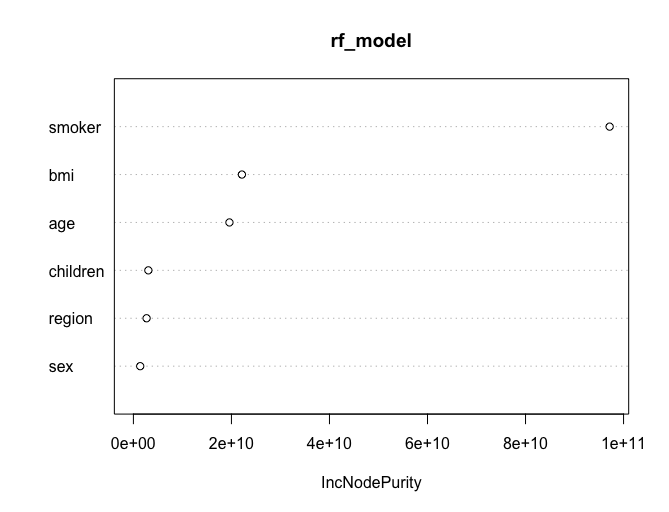 rf_model
smoker
bmi
age
children
region
sex
0e+00 2e+10 4e+10 6e+10 8e+10 1e+11
IncNodePurity